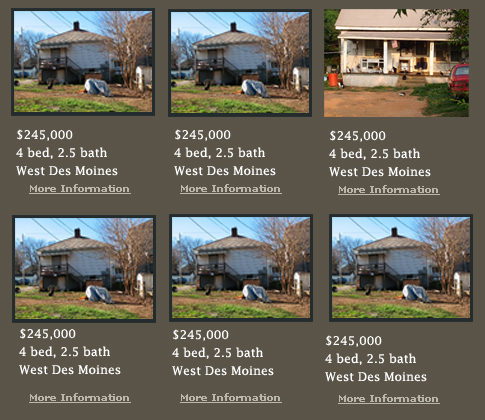 $245,000
4 bed, 2.5 bath
West Des Moines
More Information
$245,000
4 bed, 2.5 bath
West Des Moines
More Information
$245,000
4 bed, 2.5 bath
West Des Moines
More Information
$245,000
4 bed, 2.5 bath
West Des Moines
More Information
$245,000
4 bed, 2.5 bath
West Des Moines
More Information
$245,000
4 bed, 2.5 bath
West Des Moines
More Information